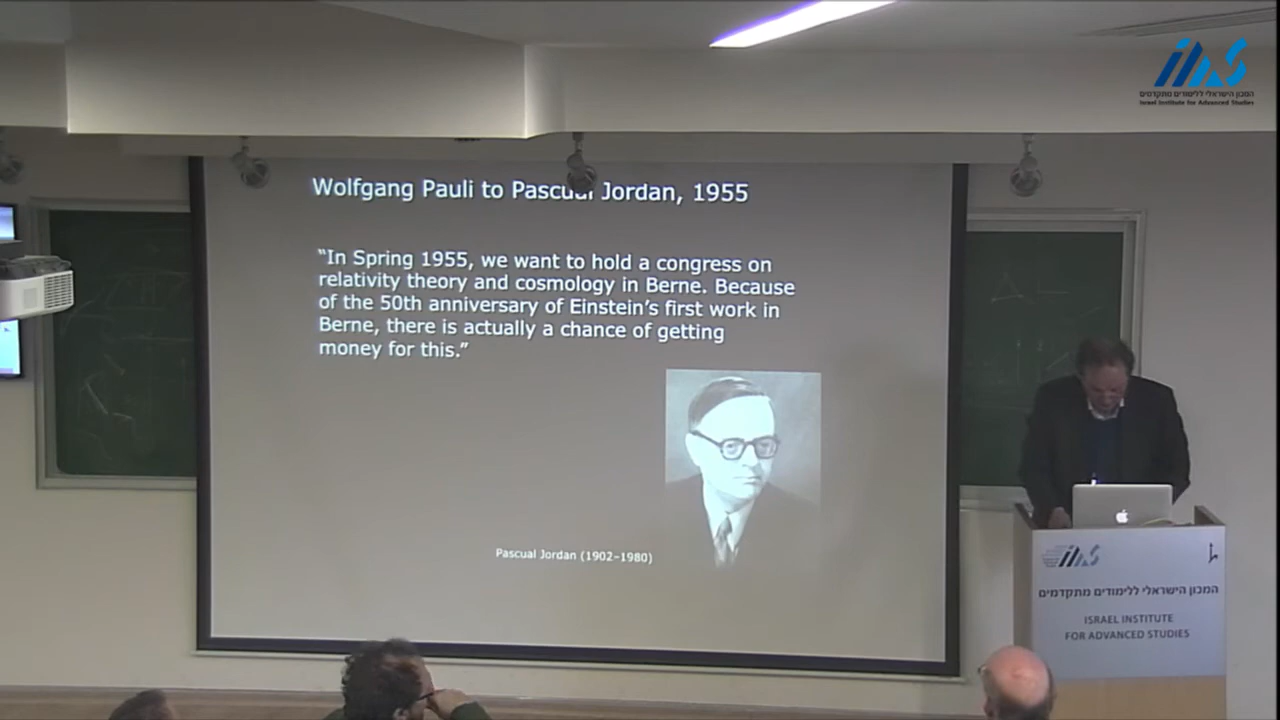 המכון הישראלי ללימודים מתקדמים
Israel Institute for Advanced Studies
Wolfgang Pauli to Pascual Jordan, 1955
“In Spring 1955, we want to hold a congress on
relativity theory and cosmology in Berne. Because
of the 50th anniversary of Einstein’s first work in
Berne, there is actually a chance of getting
money for this.”
Pascual Jordan (1902–1980)
המכון הישראלי ללימודים מתקדמים
ISRAEL INSTITUTE
FOR ADVANCED STUDIES